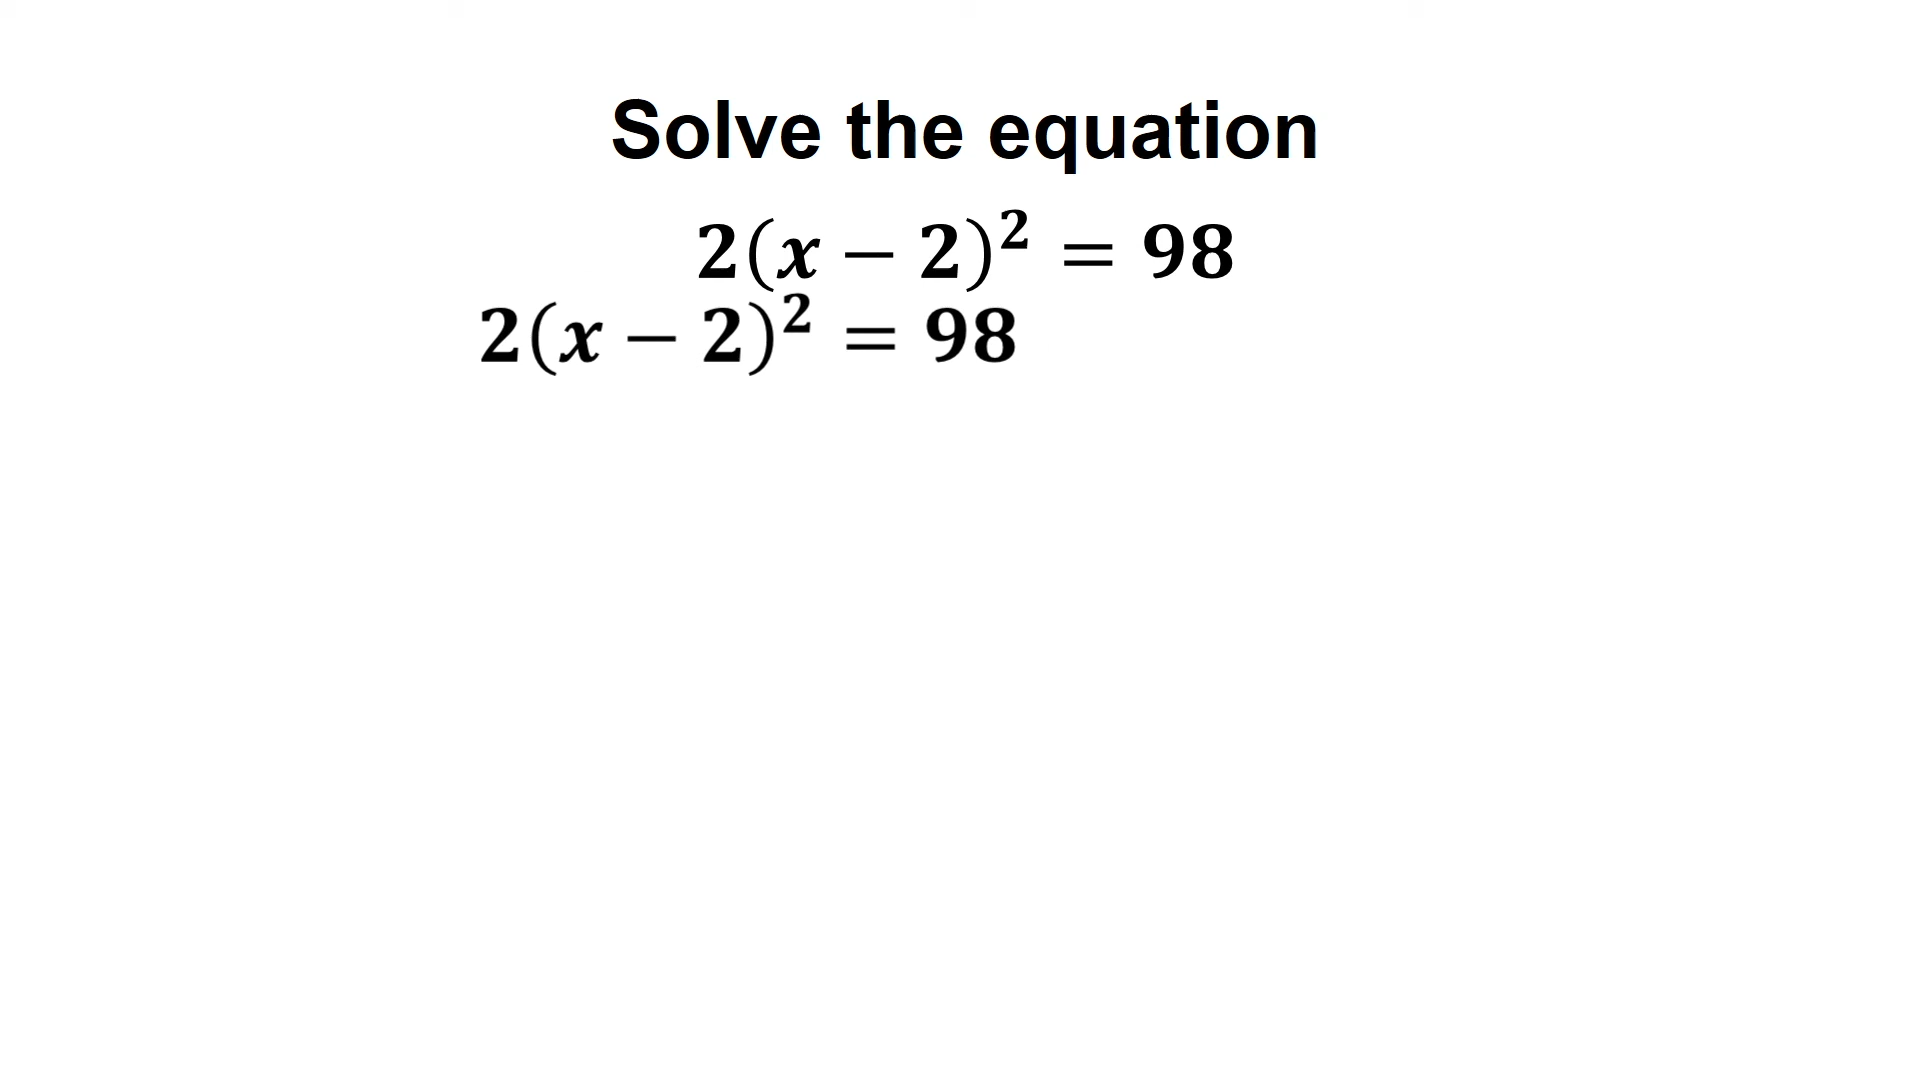 Solve the equation
2(x − 2)² = 98
2(x − 2)² = 98